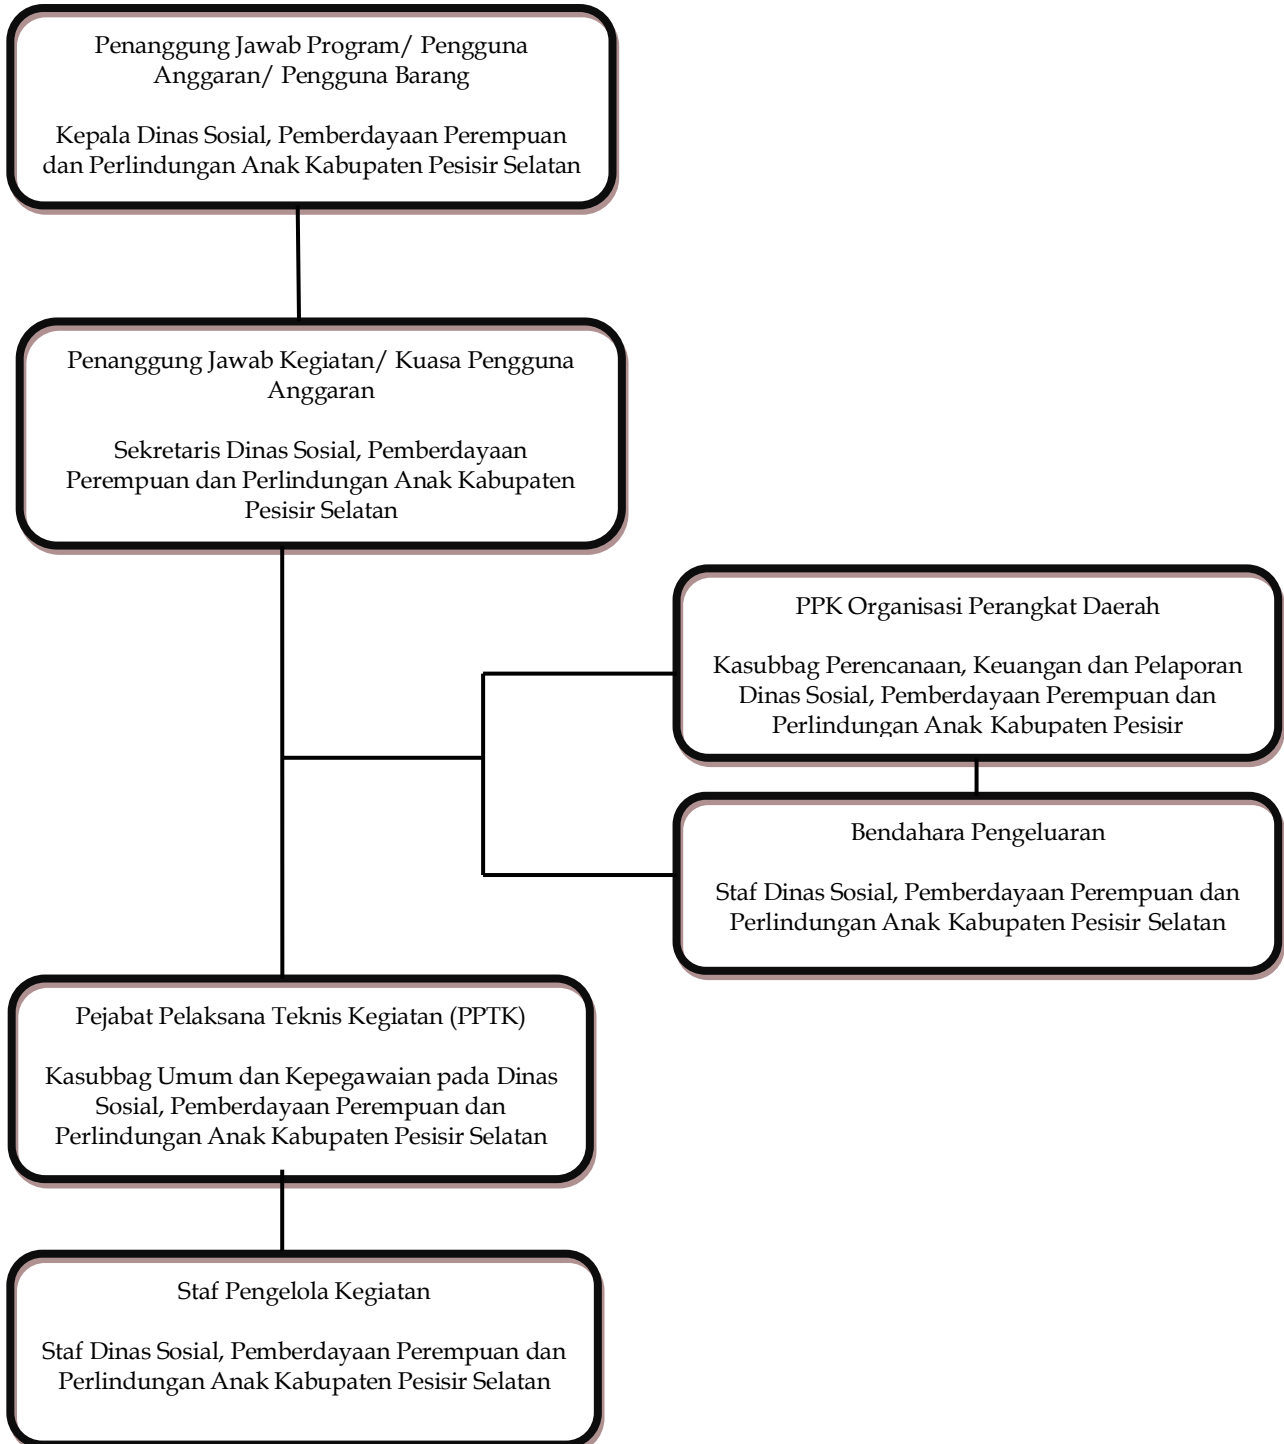 Penanggung Jawab Program/ Pengguna
Anggaran/ Pengguna Barang
Kepala Dinas Sosial, Pemberdayaan Perempuan
dan Perlindungan Anak Kabupaten Pesisir Selatan
Penanggung Jawab Kegiatan/ Kuasa Pengguna
Anggaran
Sekretaris Dinas Sosial, Pemberdayaan
Perempuan dan Perlindungan Anak Kabupaten
Pesisir Selatan
PPK Organisasi Perangkat Daerah
Kasubbag Perencanaan, Keuangan dan Pelaporan
Dinas Sosial, Pemberdayaan Perempuan dan
Perlindungan Anak Kabupaten Pesisir
Bendahara Pengeluaran
Staf Dinas Sosial, Pemberdayaan Perempuan dan
Perlindungan Anak Kabupaten Pesisir Selatan
Pejabat Pelaksana Teknis Kegiatan (PPTK)
Kasubbag Umum dan Kepegawaian pada Dinas
Sosial, Pemberdayaan Perempuan dan
Perlindungan Anak Kabupaten Pesisir Selatan
Staf Pengelola Kegiatan
Staf Dinas Sosial, Pemberdayaan Perempuan dan
Perlindungan Anak Kabupaten Pesisir Selatan